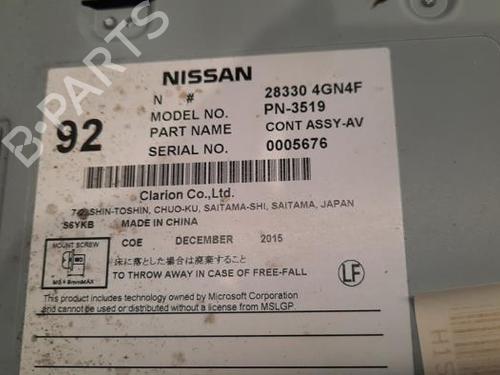 NISSAN
N # 28330 4GN4F
92
MODEL NO. PN-3519
PART NAME CONT ASSY-AV
SERIAL NO. 0005676
Clarion Co.,Ltd.
7-2, SHIN-TOSHIN, CHUO-KU, SAITAMA-SHI, SAITAMA, JAPAN
S6YKB MADE IN CHINA
COE DECEMBER 2015
MOUNT SCREW
M5 × 8mmMAX
床に落とした場合は廃棄すること
TO THROW AWAY IN CASE OF FREE-FALL
LF
This product includes technology owned by Microsoft Corporation
and cannot be used or distributed without a license from MSLGP.
B-PARTS